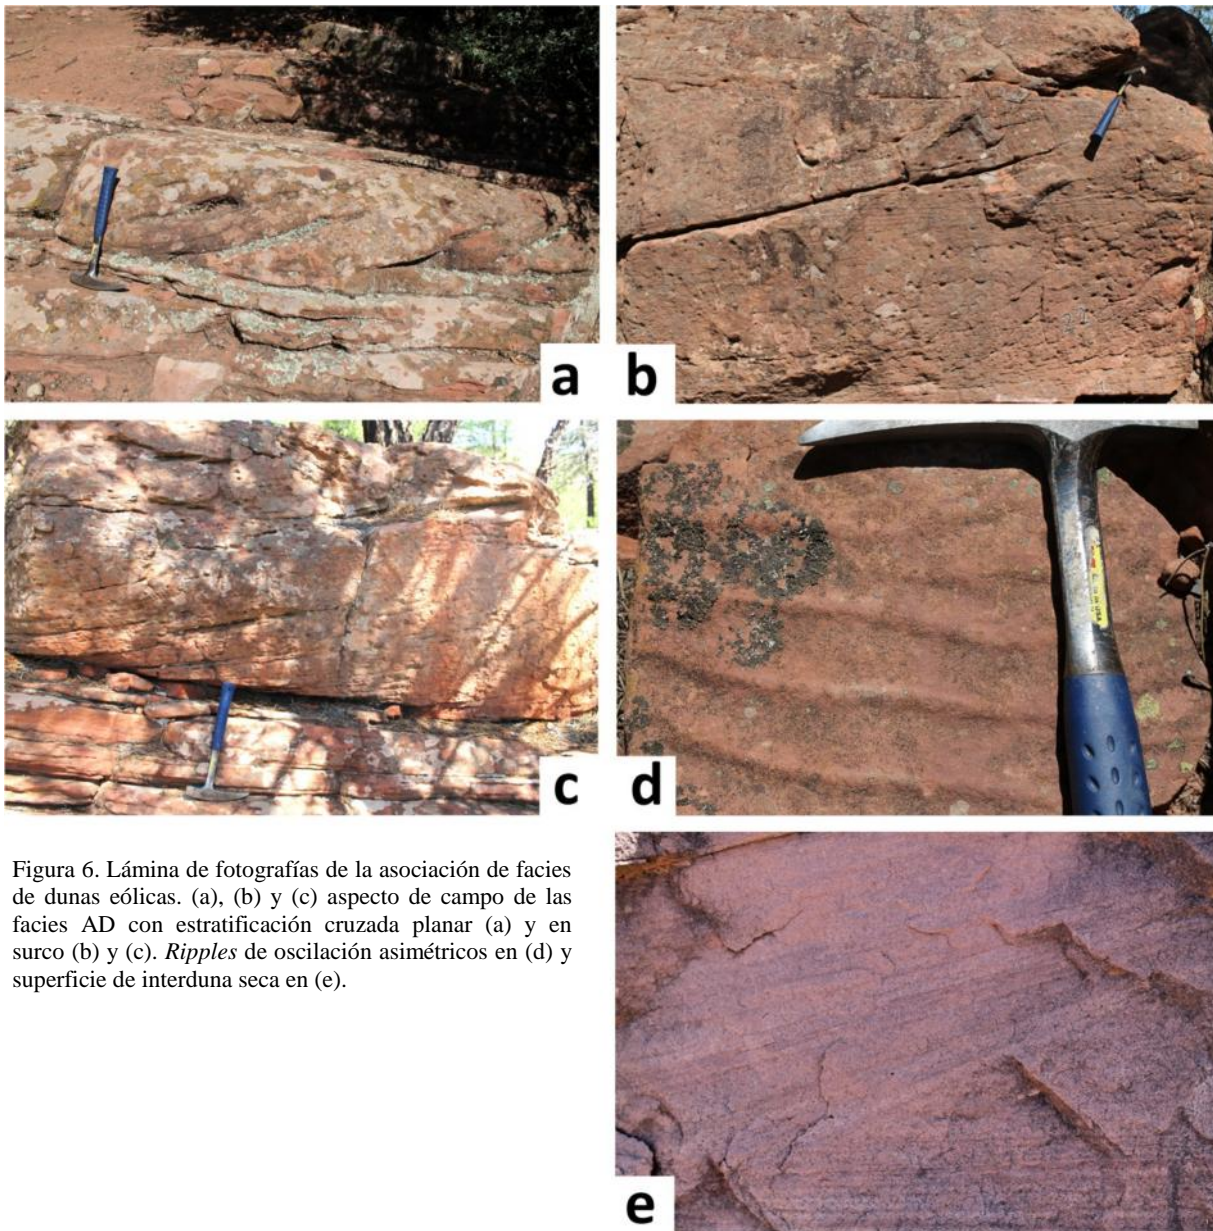 a
b
c
d
Figura 6. Lámina de fotografías de la asociación de facies
de dunas eólicas. (a), (b) y (c) aspecto de campo de las
facies AD con estratificación cruzada planar (a) y en
surco (b) y (c). Ripples de oscilación asimétricos en (d) y
superficie de interduna seca en (e).
e